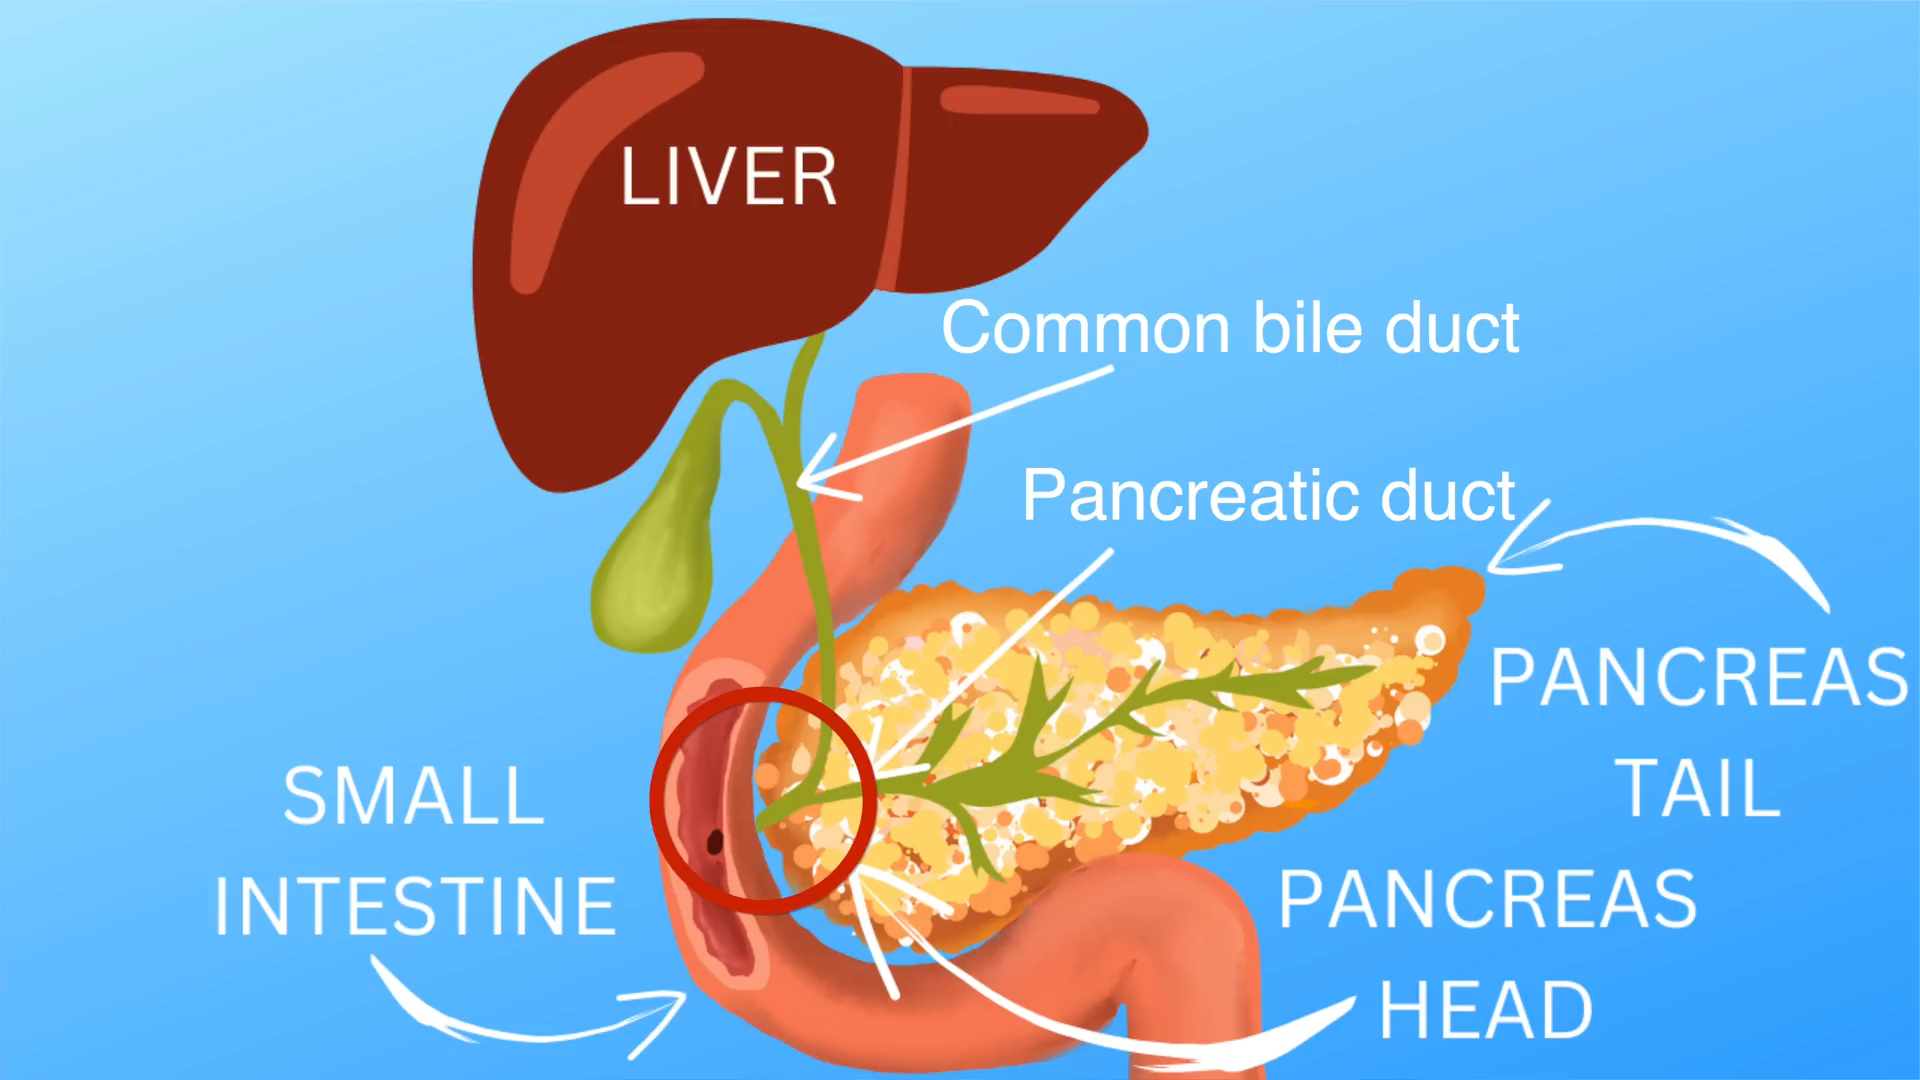 LIVER
Common bile duct
Pancreatic duct
PANCREAS
TAIL
SMALL
INTESTINE
PANCREAS
HEAD